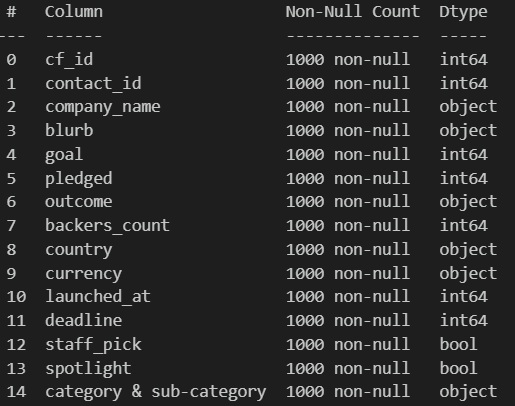 #   Column                   Non-Null Count  Dtype
---  ------                   --------------  -----
0   cf_id                    1000 non-null   int64
1   contact_id               1000 non-null   int64
2   company_name             1000 non-null   object
3   blurb                    1000 non-null   object
4   goal                     1000 non-null   int64
5   pledged                  1000 non-null   int64
6   outcome                  1000 non-null   object
7   backers_count            1000 non-null   int64
8   country                  1000 non-null   object
9   currency                 1000 non-null   object
10  launched_at              1000 non-null   int64
11  deadline                 1000 non-null   int64
12  staff_pick               1000 non-null   bool
13  spotlight                1000 non-null   bool
14  category & sub-category  1000 non-null   object